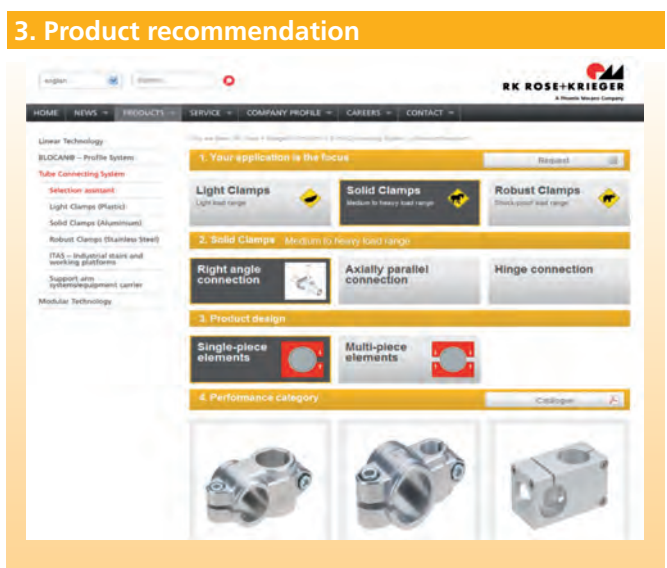 3. Product recommendation
english
RK ROSE+KRIEGER
A Phoenix Mecano Company
HOME NEWS PRODUCTS SERVICE COMPANY PROFILE CAREERS CONTACT
Linear Technology
BLOCAN® – Profile System
Tube Connecting System
Selection assistant
Light Clamps (Plastic)
Solid Clamps (Aluminium)
Robust Clamps (Stainless Steel)
ITAS – Industrial stairs and
working platforms
Support arm
systems/equipment carrier
Modular Technology
1. Your application is the focus
Request
Light Clamps
Light load range
Solid Clamps
Medium to heavy load range
Robust Clamps
Shock-proof load range
2. Solid Clamps Medium to heavy load range
Right angle
connection
Axially parallel
connection
Hinge connection
3. Product design
Single-piece
elements
Multi-piece
elements
4. Performance category
Catalogue